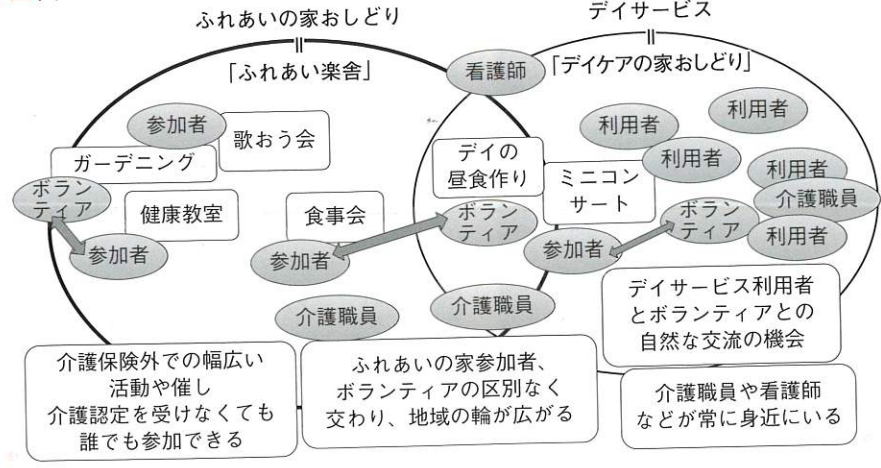 ふれあいの家おしどり
=
「ふれあい楽舎」
デイサービス
=
「デイケアの家おしどり」
看護師
参加者
歌おう会
ガーデニング
ボラン
ティア
健康教室
参加者
食事会
参加者
介護職員
デイの
昼食作り
ボラン
ティア
介護職員
ミニコン
サート
参加者
利用者
利用者
利用者
利用者
介護職員
利用者
ボラン
ティア
デイサービス利用者
とボランティアとの
自然な交流の機会
介護保険外での幅広い
活動や催し
介護認定を受けなくても
誰でも参加できる
ふれあいの家参加者、
ボランティアの区別なく
交わり、地域の輪が広がる
介護職員や看護師
などが常に身近にいる